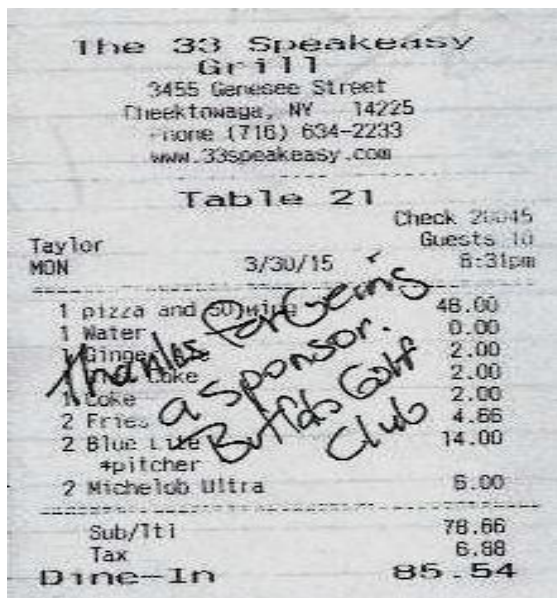 The 33 Speakeasy
Grill
3455 Genesee Street
Cheektowaga, NY 14225
Phone (716) 634-2233
www.33speakeasy.com
Table 21
Check 20045
Taylor Guests 10
MON 3/30/15 8:31pm
1 pizza and 50 wing 48.00
1 Water 0.00
1 Ginger 2.00
Coke 2.00
1 Coke 2.00
2 Fries 4.66
2 Blue Lite 14.00
*pitcher
2 Michelob Ultra 6.00
Sub/Ttl 78.66
Tax 6.88
Dine-In 85.54
Thanks for being
a sponsor.
Buffalo Golf
Club